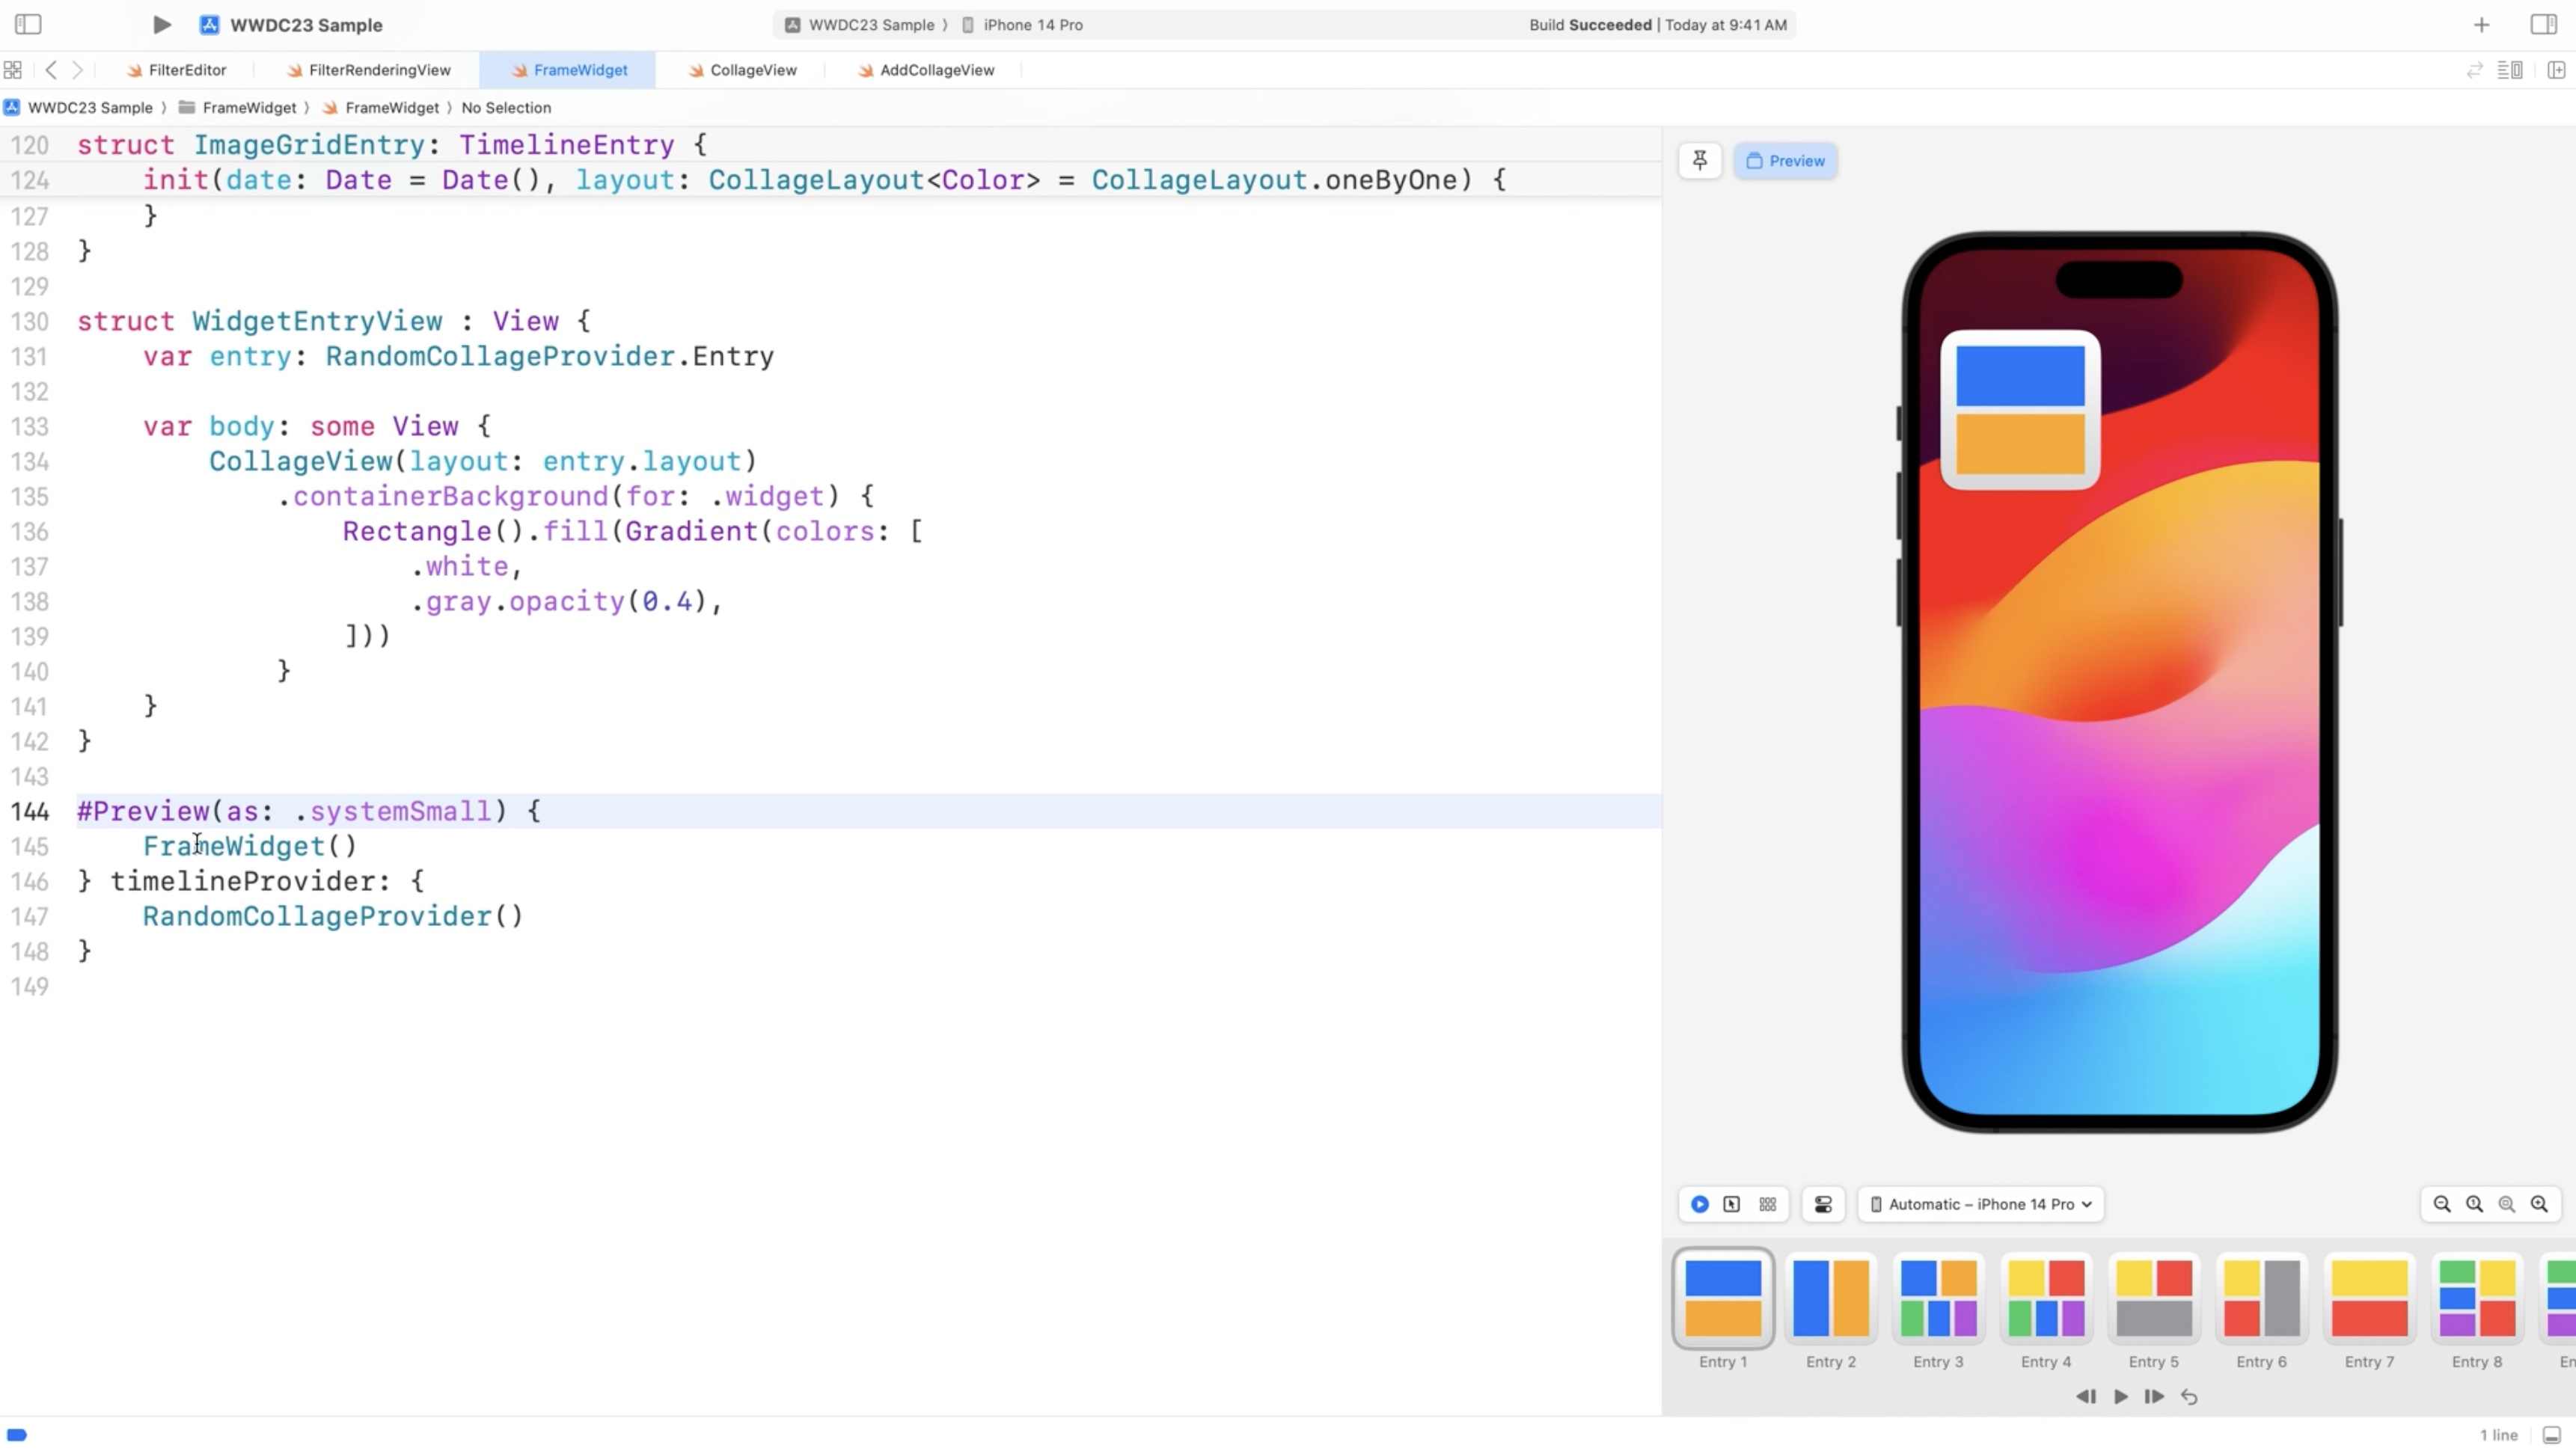 WWDC23 Sample
WWDC23 Sample 〉 iPhone 14 Pro
Build Succeeded | Today at 9:41 AM
FilterEditor
FilterRenderingView
FrameWidget
CollageView
AddCollageView
WWDC23 Sample 〉 FrameWidget 〉 FrameWidget 〉 No Selection
120 struct ImageGridEntry: TimelineEntry {
124     init(date: Date = Date(), layout: CollageLayout<Color> = CollageLayout.oneByOne) {
127     }
128 }
129
130 struct WidgetEntryView : View {
131     var entry: RandomCollageProvider.Entry
132
133     var body: some View {
134         CollageView(layout: entry.layout)
135             .containerBackground(for: .widget) {
136                 Rectangle().fill(Gradient(colors: [
137                     .white,
138                     .gray.opacity(0.4),
139                 ]))
140             }
141     }
142 }
143
144 #Preview(as: .systemSmall) {
145     FrameWidget()
146 } timelineProvider: {
147     RandomCollageProvider()
148 }
149
Preview
Automatic – iPhone 14 Pro
Entry 1
Entry 2
Entry 3
Entry 4
Entry 5
Entry 6
Entry 7
Entry 8
En
1 line